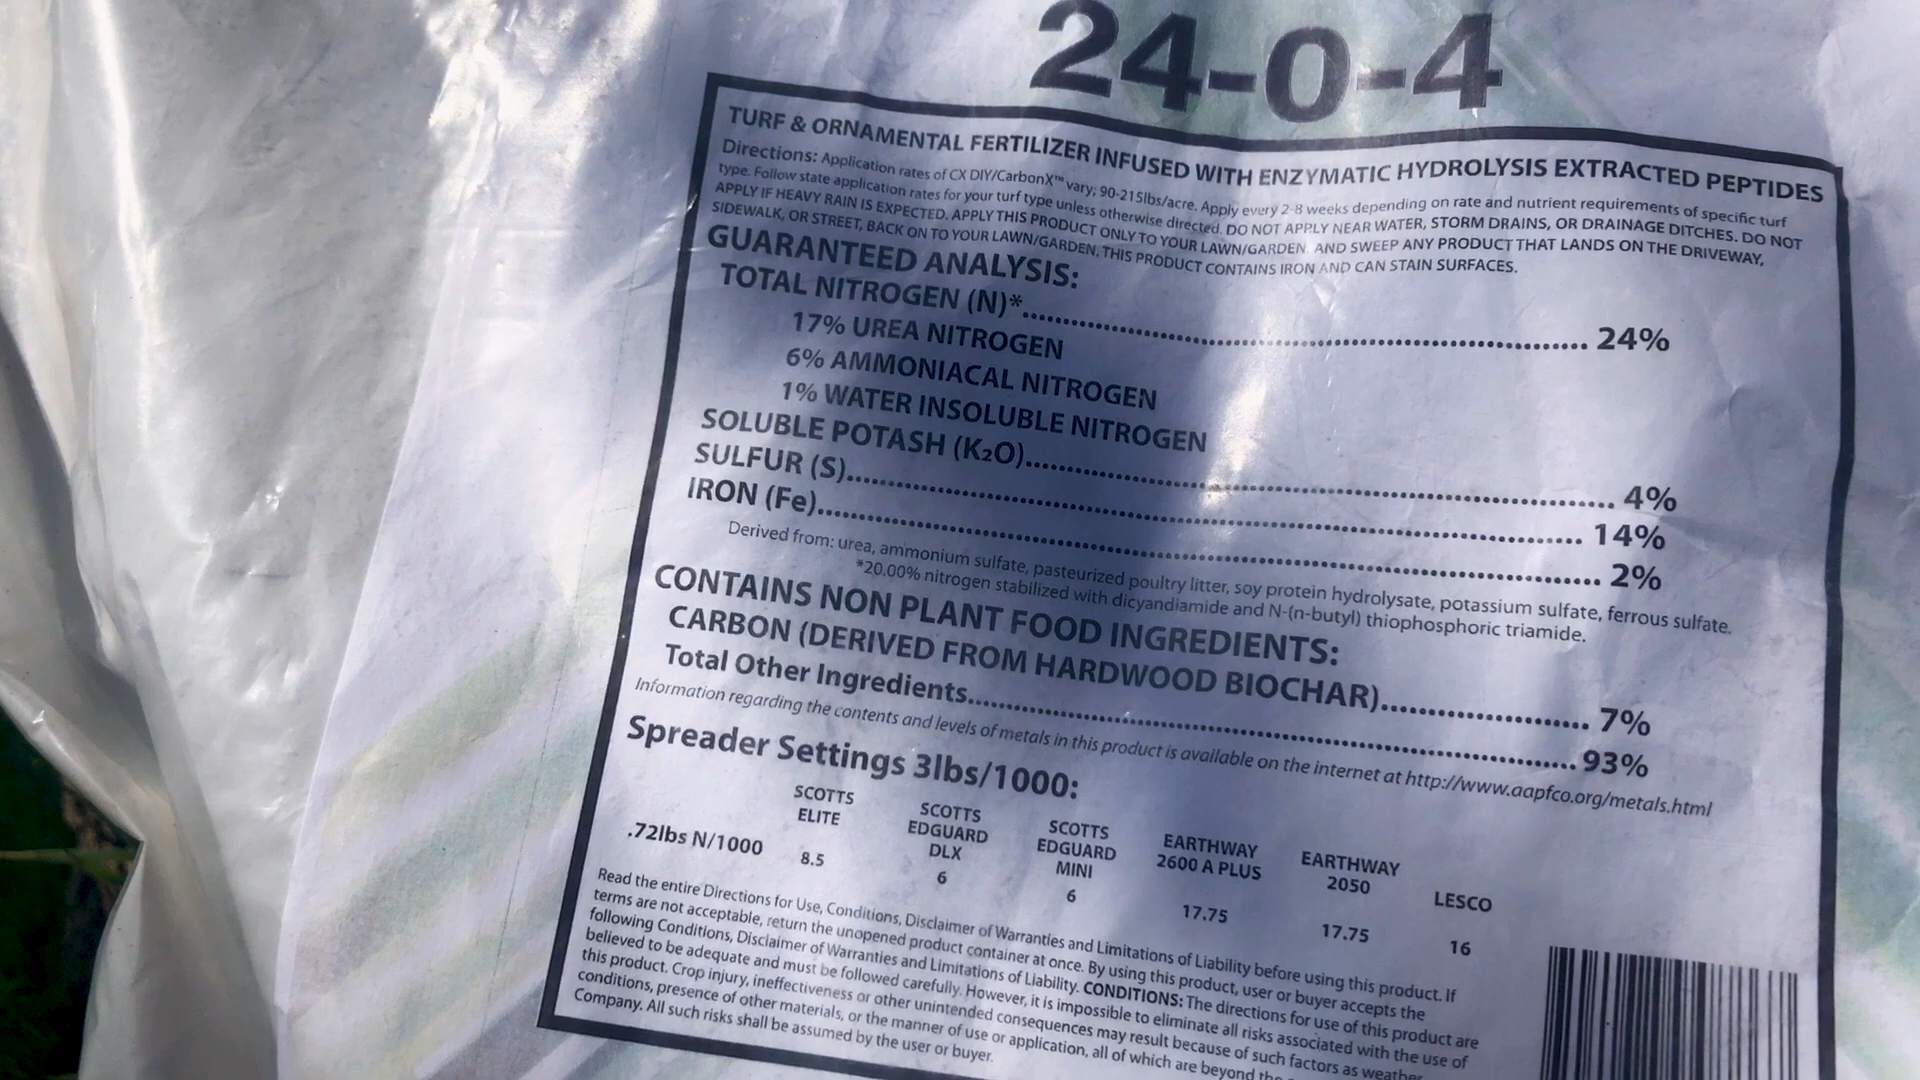 24-0-4
TURF & ORNAMENTAL FERTILIZER INFUSED WITH ENZYMATIC HYDROLYSIS EXTRACTED PEPTIDES
Directions: Application rates of CX DIY/CarbonX™ vary; 90-215lbs/acre. Apply every 2-8 weeks depending on rate and nutrient requirements of specific turf
type. Follow state application rates for your turf type unless otherwise directed. DO NOT APPLY NEAR WATER, STORM DRAINS, OR DRAINAGE DITCHES. DO NOT
APPLY IF HEAVY RAIN IS EXPECTED. APPLY THIS PRODUCT ONLY TO YOUR LAWN/GARDEN, AND SWEEP ANY PRODUCT THAT LANDS ON THE DRIVEWAY,
SIDEWALK, OR STREET, BACK ON TO YOUR LAWN/GARDEN. THIS PRODUCT CONTAINS IRON AND CAN STAIN SURFACES.
GUARANTEED ANALYSIS:
TOTAL NITROGEN (N)*........ 24%
17% UREA NITROGEN
6% AMMONIACAL NITROGEN
1% WATER INSOLUBLE NITROGEN
SOLUBLE POTASH (K2O)........ 4%
SULFUR (S)........ 14%
IRON (Fe)........ 2%
Derived from: urea, ammonium sulfate, pasteurized poultry litter, soy protein hydrolysate, potassium sulfate, ferrous sulfate.
*20.00% nitrogen stabilized with dicyandiamide and N-(n-butyl) thiophosphoric triamide.
CONTAINS NON PLANT FOOD INGREDIENTS:
CARBON (DERIVED FROM HARDWOOD BIOCHAR)........ 7%
Total Other Ingredients........ 93%
Information regarding the contents and levels of metals in this product is available on the internet at http://www.aapfco.org/metals.html
Spreader Settings 3lbs/1000:
SCOTTS ELITE SCOTTS EDGUARD DLX SCOTTS EDGUARD MINI EARTHWAY 2600 A PLUS EARTHWAY 2050 LESCO
.72lbs N/1000 8.5 6 6 17.75 17.75 16
Read the entire Directions for Use, Conditions, Disclaimer of Warranties and Limitations of Liability before using this product. If
terms are not acceptable, return the unopened product container at once. By using this product, user or buyer accepts the
following Conditions, Disclaimer of Warranties and Limitations of Liability. CONDITIONS: The directions for use of this product are
believed to be adequate and must be followed carefully. However, it is impossible to eliminate all risks associated with the use of
this product. Crop injury, ineffectiveness or other unintended consequences may result because of such factors as weather
conditions, presence of other materials, or the manner of use or application, all of which are beyond the
Company. All such risks shall be assumed by the user or buyer.